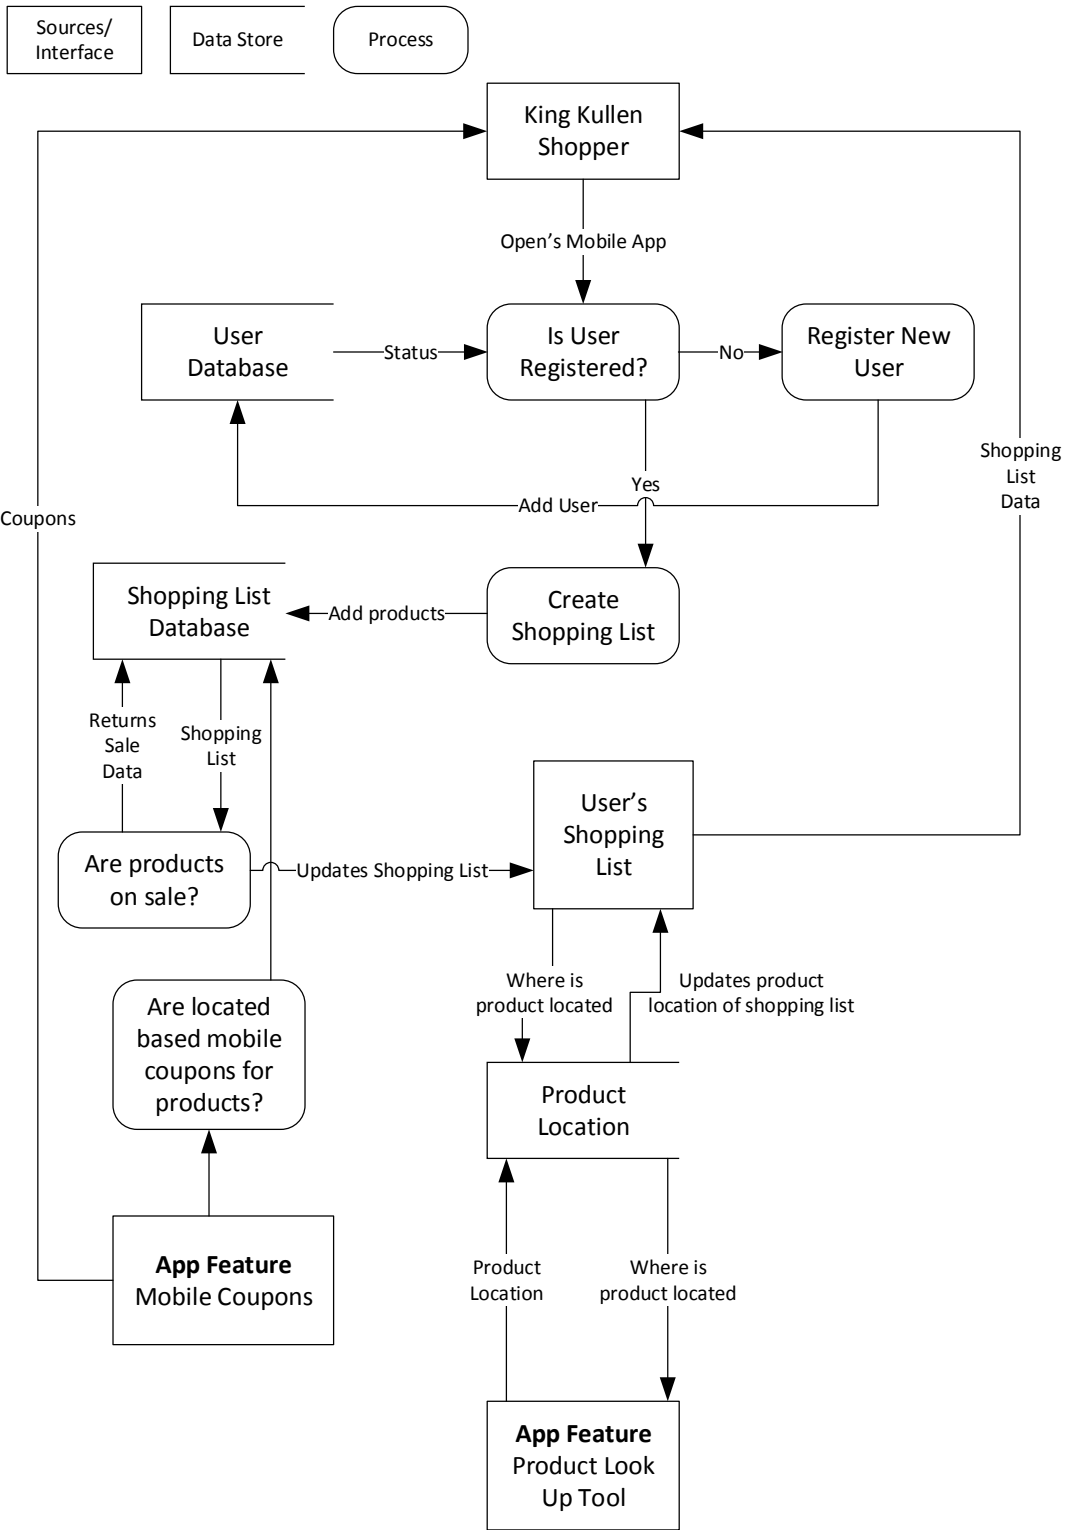 Sources/
Interface
Data Store
Process
King Kullen
Shopper
Open’s Mobile App
User
Database
Status
Is User
Registered?
No
Register New
User
Shopping
List
Data
Yes
Add User
Coupons
Shopping List
Database
Add products
Create
Shopping List
Returns
Sale
Data
Shopping
List
User’s
Shopping
List
Are products
on sale?
Updates Shopping List
Where is
product located
Updates product
location of shopping list
Are located
based mobile
coupons for
products?
Product
Location
App Feature
Mobile Coupons
Product
Location
Where is
product located
App Feature
Product Look
Up Tool